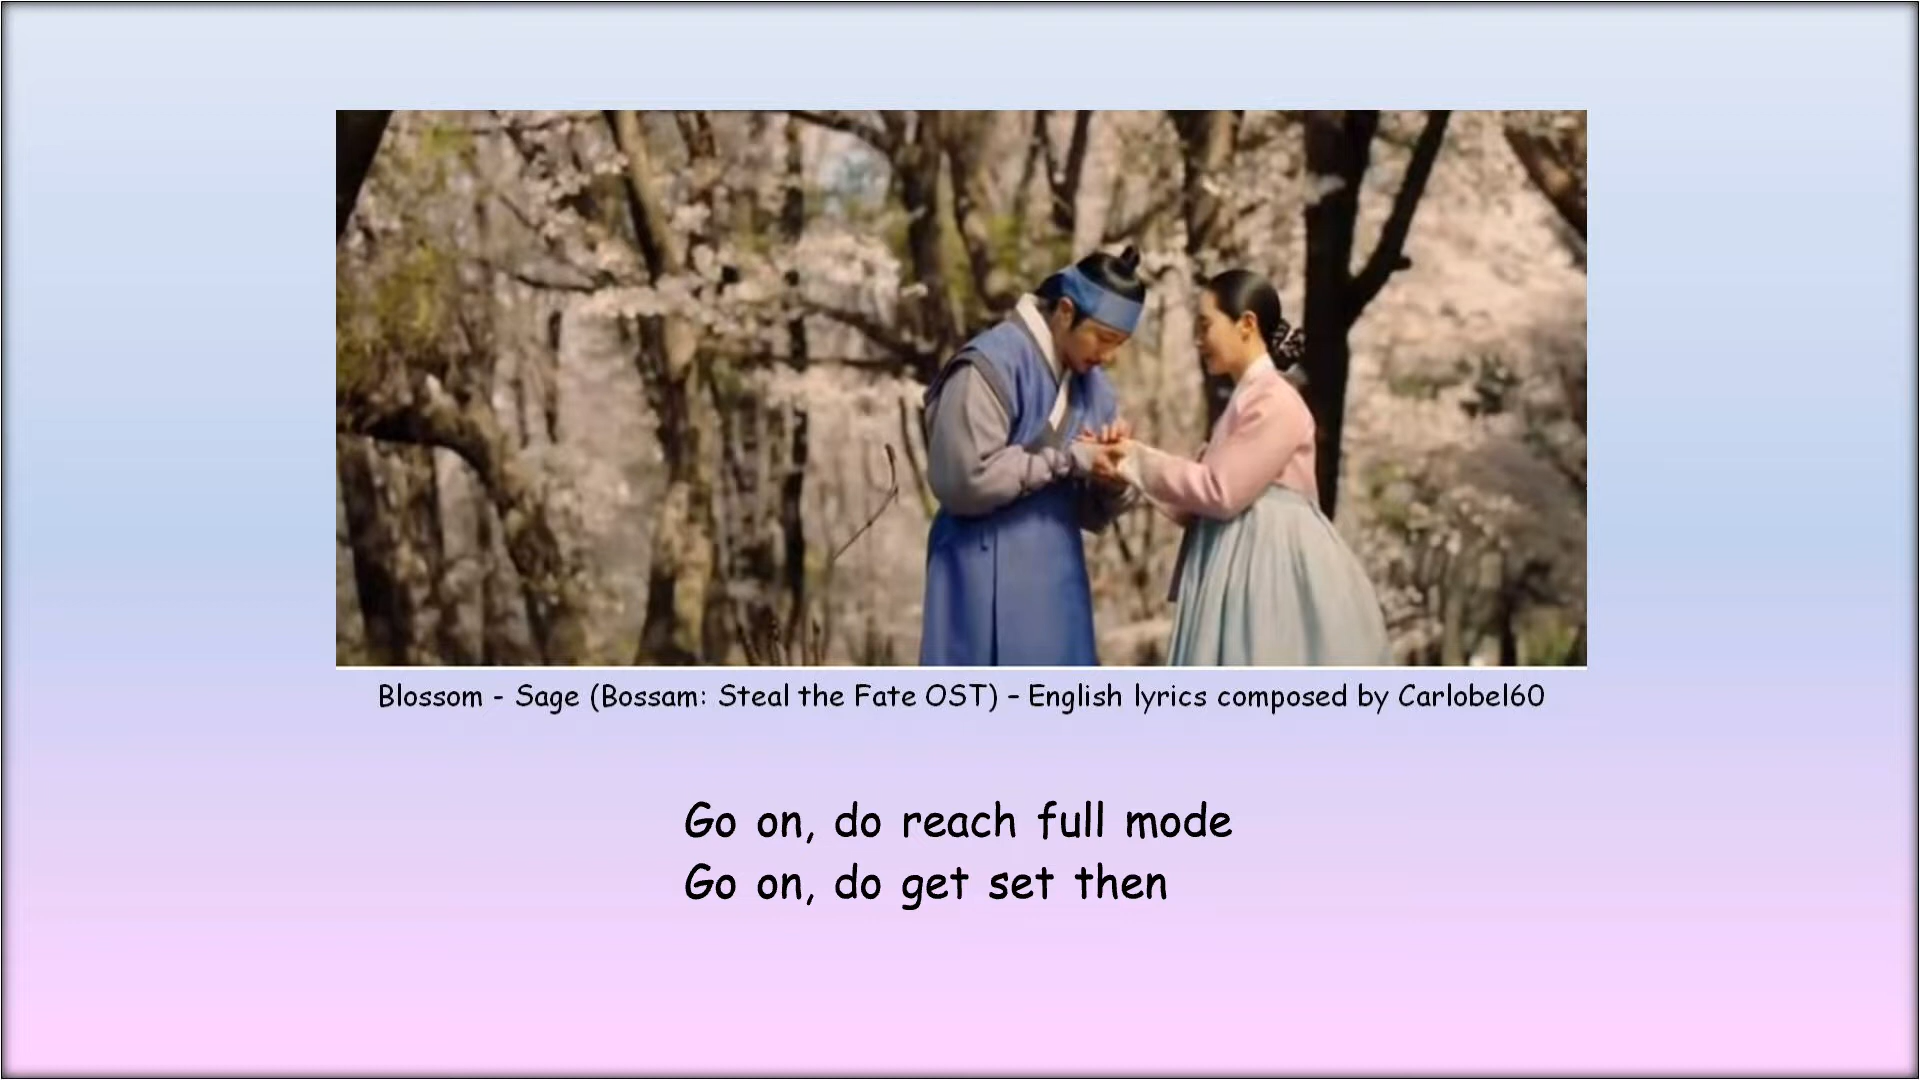 Blossom - Sage (Bossam: Steal the Fate OST) – English lyrics composed by Carlobel60
Go on, do reach full mode
Go on, do get set then